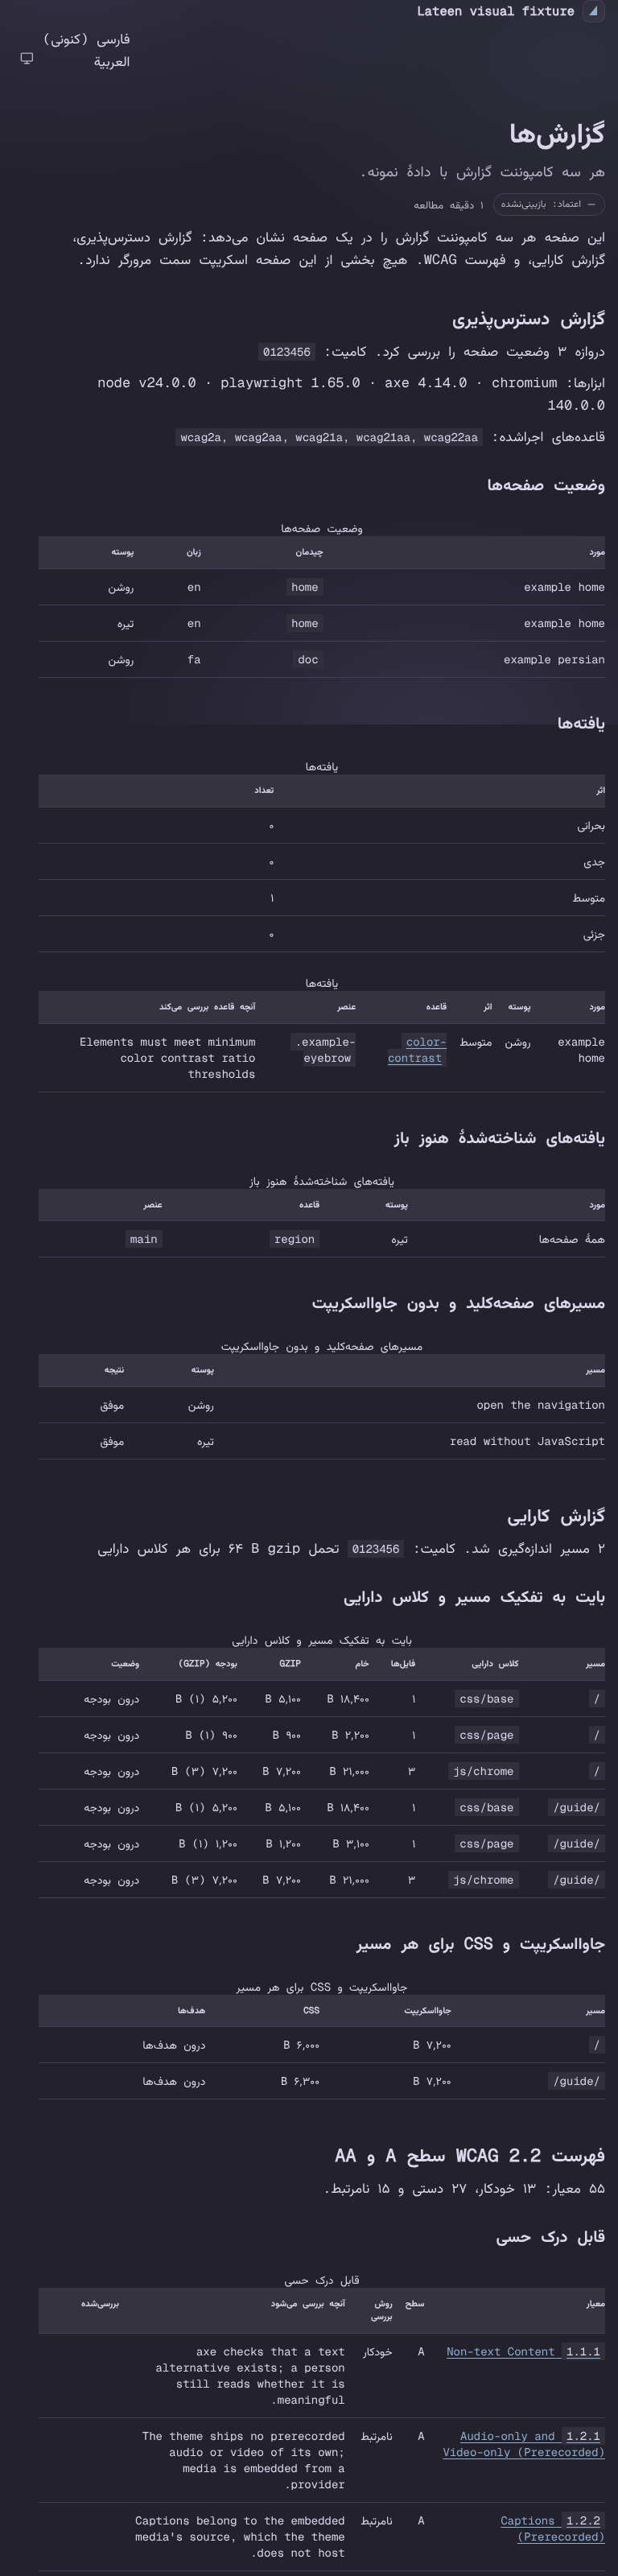 Lateen visual fixture
فارسی (کنونی)
العربية
گزارش‌ها
هر سه کامپوننت گزارش با دادهٔ نمونه.
— اعتماد: بازبینی‌نشده ۱ دقیقه مطالعه
این صفحه هر سه کامپوننت گزارش را در یک صفحه نشان می‌دهد: گزارش دسترس‌پذیری،
گزارش کارایی، و فهرست WCAG. هیچ بخشی از این صفحه اسکریپت سمت مرورگر ندارد.
گزارش دسترس‌پذیری
دروازه ۳ وضعیت صفحه را بررسی کرد. کامیت: 0123456
ابزارها: node v24.0.0 · playwright 1.65.0 · axe 4.14.0 · chromium
140.0.0
قاعده‌های اجراشده: wcag2a, wcag2aa, wcag21a, wcag21aa, wcag22aa
وضعیت صفحه‌ها
وضعیت صفحه‌ها
مورد چیدمان زبان پوسته
example home home en روشن
example home home en تیره
example persian doc fa روشن
یافته‌ها
یافته‌ها
اثر تعداد
بحرانی ۰
جدی ۰
متوسط ۱
جزئی ۰
یافته‌ها
مورد پوسته اثر قاعده عنصر آنچه قاعده بررسی می‌کند
example home روشن متوسط color-contrast .example-eyebrow Elements must meet minimum
color contrast ratio
thresholds
یافته‌های شناخته‌شدهٔ هنوز باز
یافته‌های شناخته‌شدهٔ هنوز باز
مورد پوسته قاعده عنصر
همهٔ صفحه‌ها تیره region main
مسیرهای صفحه‌کلید و بدون جاوااسکریپت
مسیرهای صفحه‌کلید و بدون جاوااسکریپت
مسیر پوسته نتیجه
open the navigation روشن موفق
read without JavaScript تیره موفق
گزارش کارایی
۲ مسیر اندازه‌گیری شد. کامیت: 0123456 تحمل ۶۴ B gzip برای هر کلاس دارایی
بایت به تفکیک مسیر و کلاس دارایی
بایت به تفکیک مسیر و کلاس دارایی
مسیر کلاس دارایی فایل‌ها خام GZIP بودجه (GZIP) وضعیت
/ css/base ۱ ۱۸٬۴۰۰ B ۵٬۱۰۰ B ۵٬۲۰۰ B (۱) درون بودجه
/ css/page ۱ ۲٬۲۰۰ B ۹۰۰ B ۹۰۰ B (۱) درون بودجه
/ js/chrome ۳ ۲۱٬۰۰۰ B ۷٬۲۰۰ B ۷٬۲۰۰ B (۳) درون بودجه
/guide/ css/base ۱ ۱۸٬۴۰۰ B ۵٬۱۰۰ B ۵٬۲۰۰ B (۱) درون بودجه
/guide/ css/page ۱ ۳٬۱۰۰ B ۱٬۲۰۰ B ۱٬۲۰۰ B (۱) درون بودجه
/guide/ js/chrome ۳ ۲۱٬۰۰۰ B ۷٬۲۰۰ B ۷٬۲۰۰ B (۳) درون بودجه
جاوااسکریپت و CSS برای هر مسیر
جاوااسکریپت و CSS برای هر مسیر
مسیر جاوااسکریپت CSS هدف‌ها
/ ۷٬۲۰۰ B ۶٬۰۰۰ B درون هدف‌ها
/guide/ ۷٬۲۰۰ B ۶٬۳۰۰ B درون هدف‌ها
فهرست WCAG 2.2 سطح A و AA
۵۵ معیار: ۱۳ خودکار، ۲۷ دستی و ۱۵ نامرتبط.
قابل درک حسی
قابل درک حسی
معیار سطح روش بررسی آنچه بررسی می‌شود بررسی‌شده
1.1.1 Non-text Content A خودکار axe checks that a text
alternative exists; a person
still reads whether it is
meaningful.
1.2.1 Audio-only and Video-only (Prerecorded) A نامرتبط The theme ships no prerecorded
audio or video of its own;
media is embedded from a
provider.
1.2.2 Captions (Prerecorded) A نامرتبط Captions belong to the embedded
media's source, which the theme
does not host.